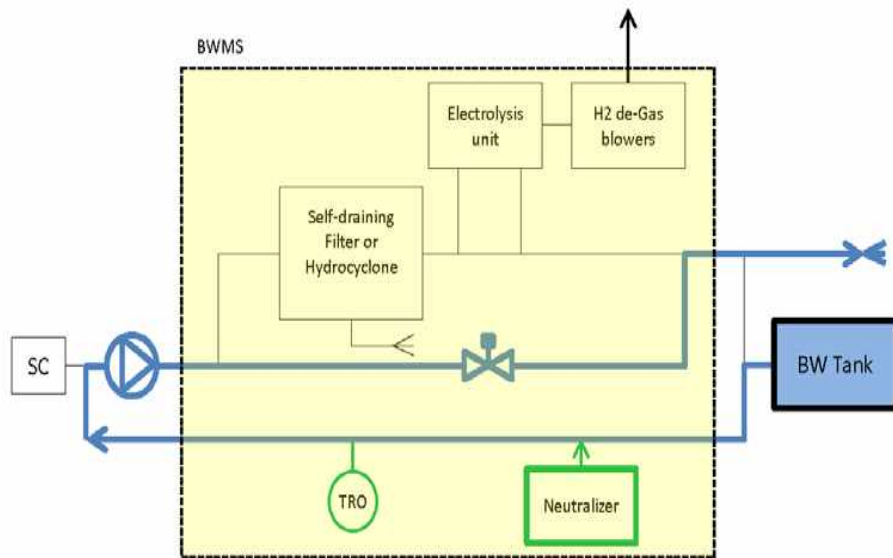 BWMS
Electrolysis
unit
H2 de-Gas
blowers
Self-draining
Filter or
Hydrocyclone
SC
BW Tank
TRO
Neutralizer